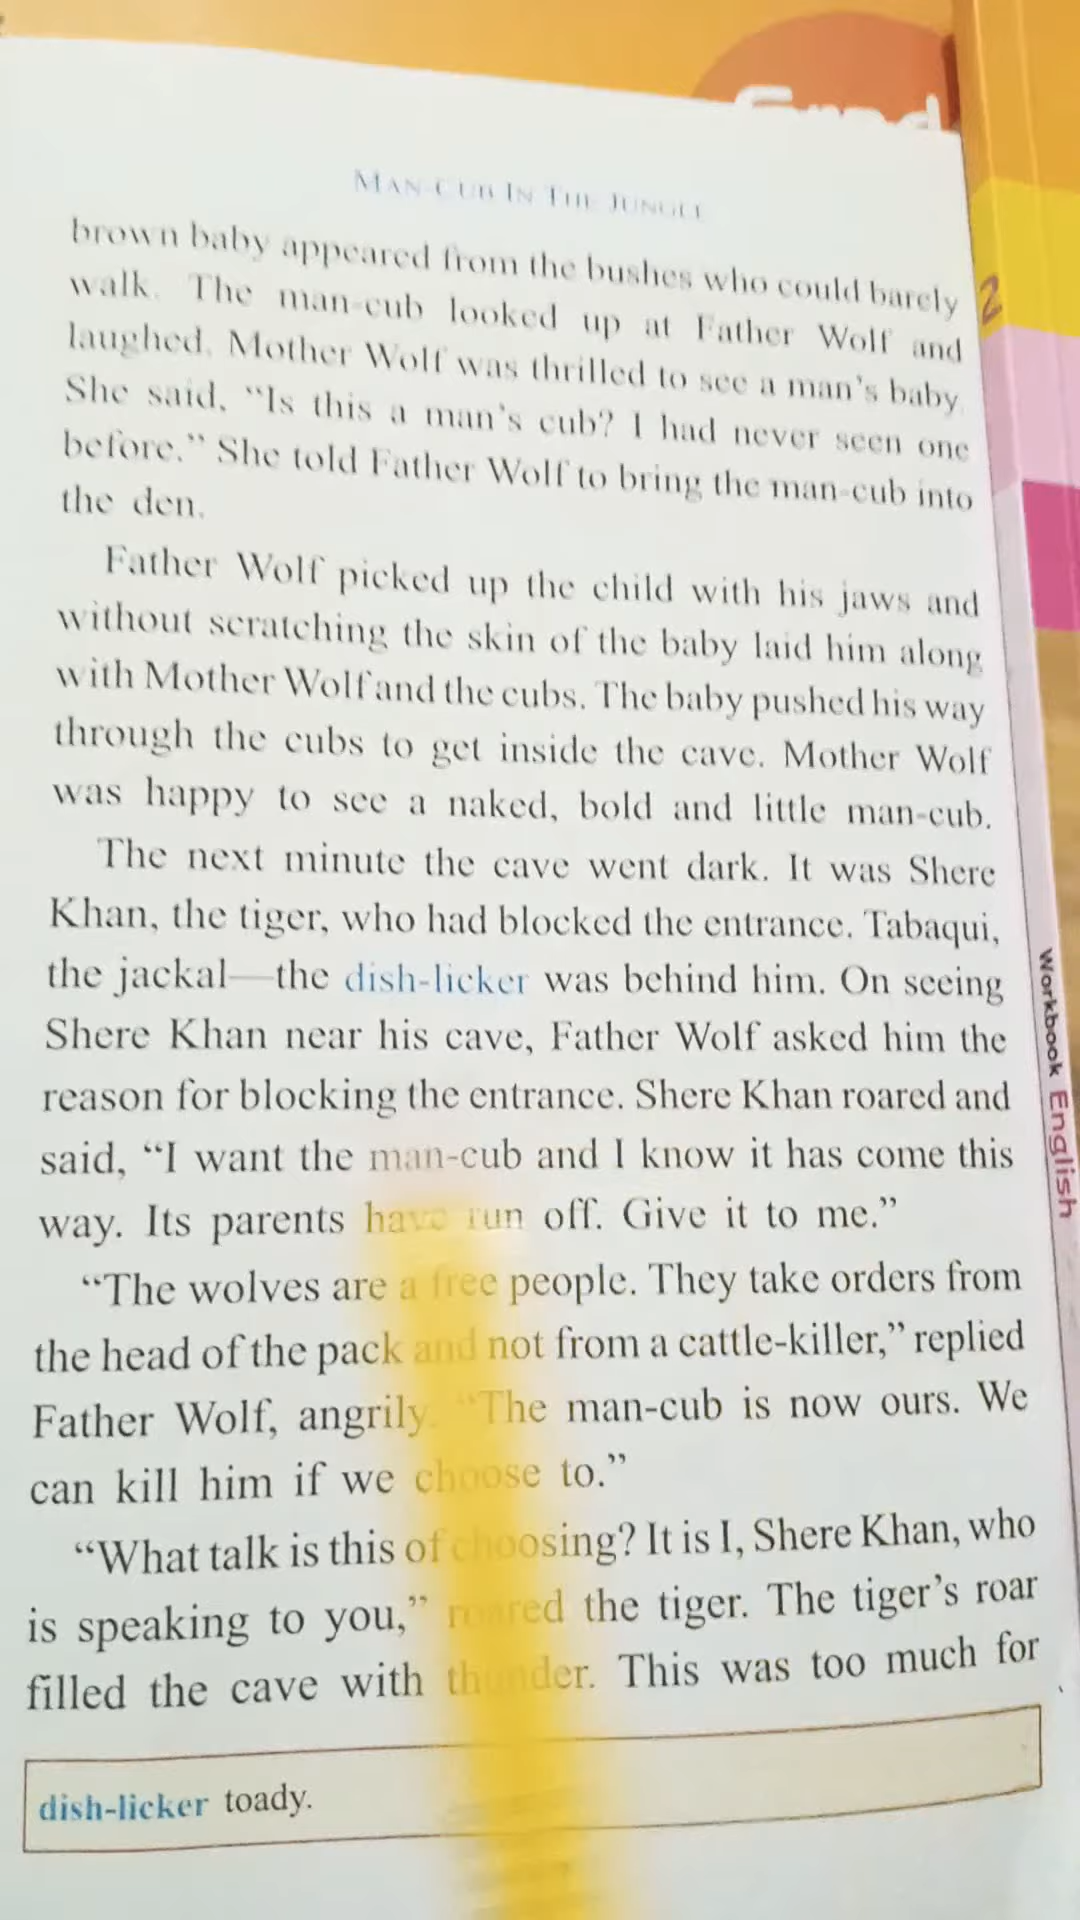 MAN-CUB IN THE JUNGLE
brown baby appeared from the bushes who could barely
walk. The man-cub looked up at Father Wolf and
laughed. Mother Wolf was thrilled to see a man's baby.
She said, “Is this a man's cub? I had never seen one
before.” She told Father Wolf to bring the man-cub into
the den.
Father Wolf picked up the child with his jaws and
without scratching the skin of the baby laid him along
with Mother Wolf and the cubs. The baby pushed his way
through the cubs to get inside the cave. Mother Wolf
was happy to see a naked, bold and little man-cub.
The next minute the cave went dark. It was Shere
Khan, the tiger, who had blocked the entrance. Tabaqui,
the jackal—the dish-licker was behind him. On seeing
Shere Khan near his cave, Father Wolf asked him the
reason for blocking the entrance. Shere Khan roared and
said, “I want the man-cub and I know it has come this
way. Its parents have run off. Give it to me.”
“The wolves are a free people. They take orders from
the head of the pack and not from a cattle-killer,” replied
Father Wolf, angrily. “The man-cub is now ours. We
can kill him if we choose to.”
“What talk is this of choosing? It is I, Shere Khan, who
is speaking to you,” roared the tiger. The tiger's roar
filled the cave with thunder. This was too much for
dish-licker toady.
2
Workbook English